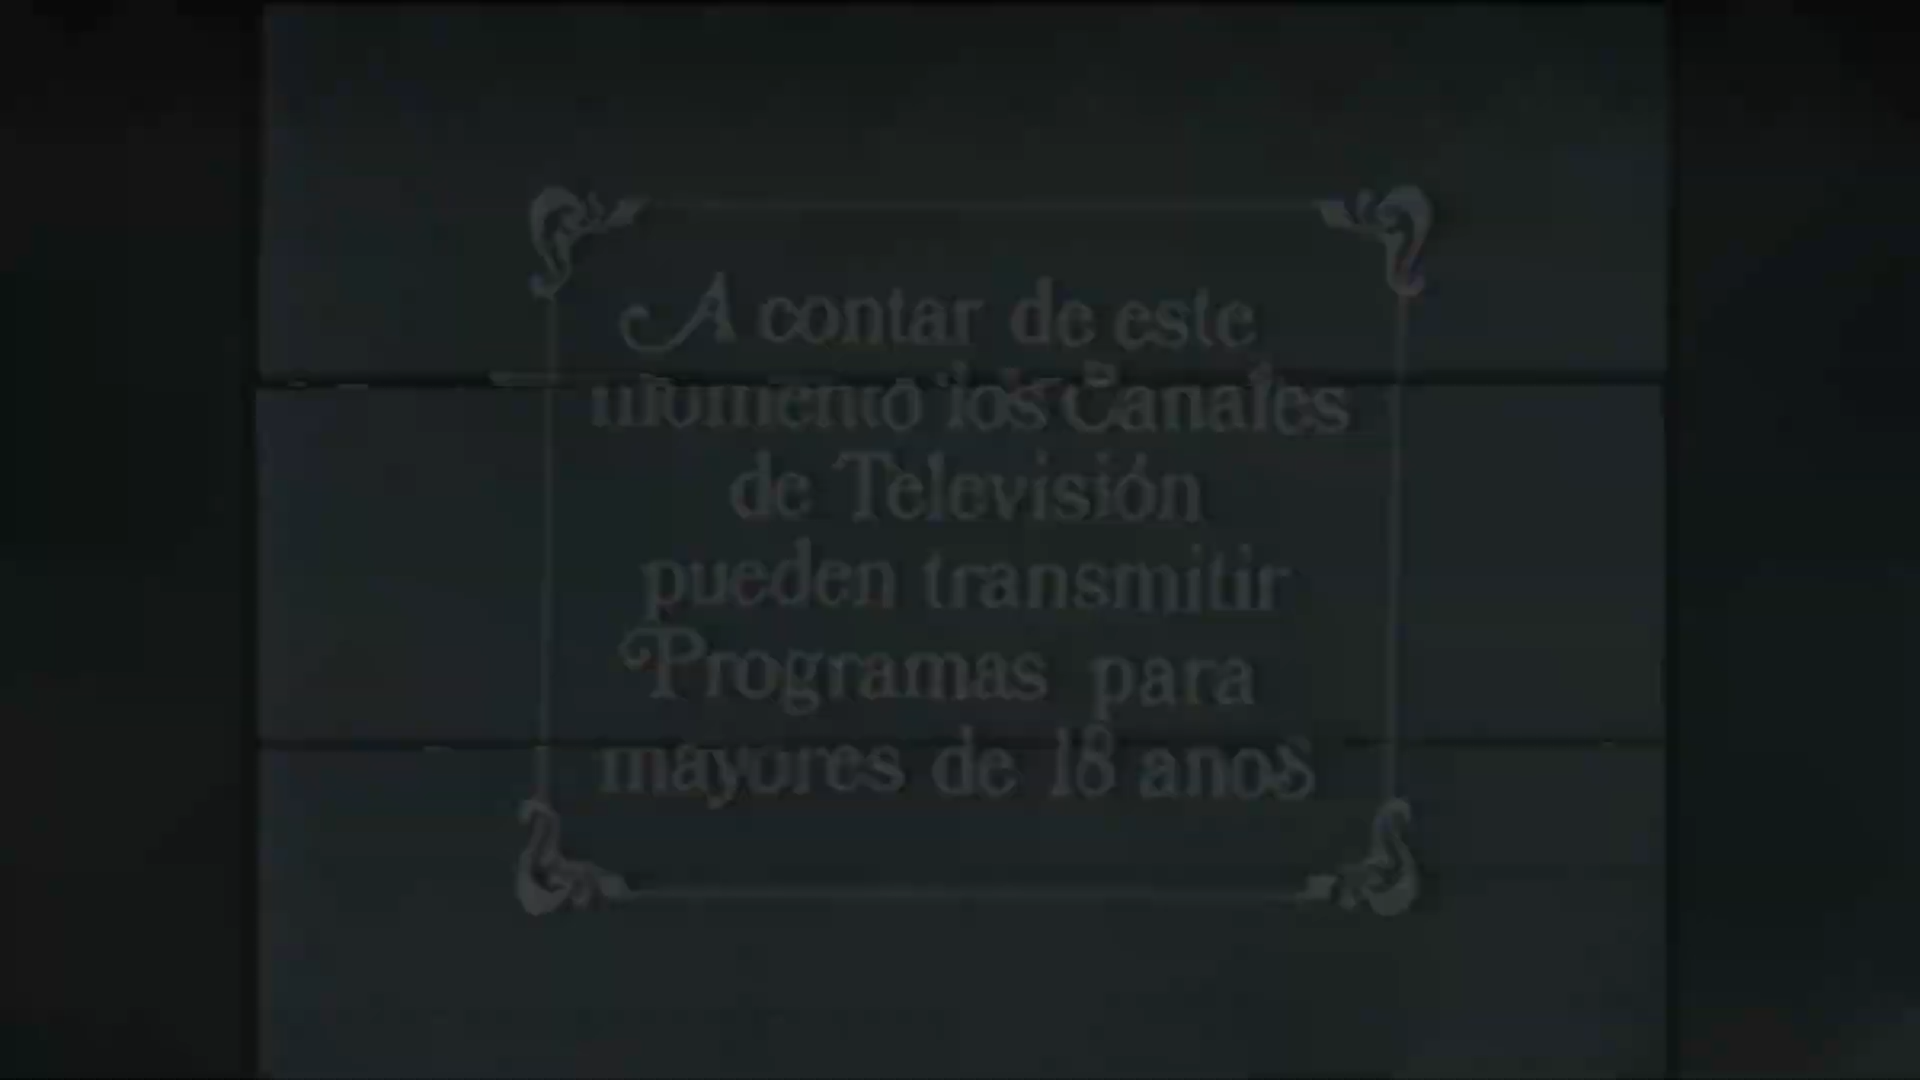 A contar de este
momento los Canales
de Televisión
pueden transmitir
Programas para
mayores de 18 anos